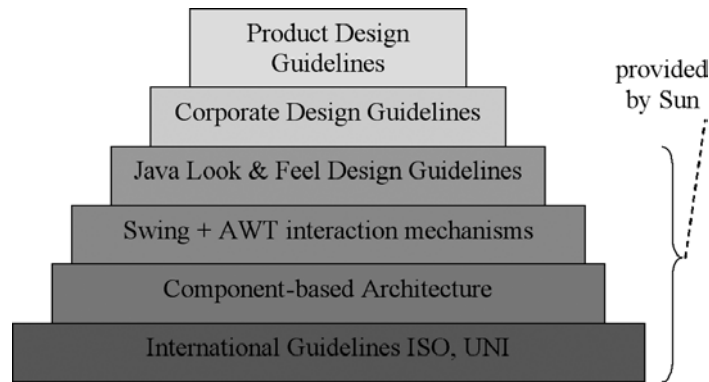 Product Design
Guidelines
Corporate Design Guidelines
Java Look & Feel Design Guidelines
Swing + AWT interaction mechanisms
Component-based Architecture
International Guidelines ISO, UNI
provided
by Sun